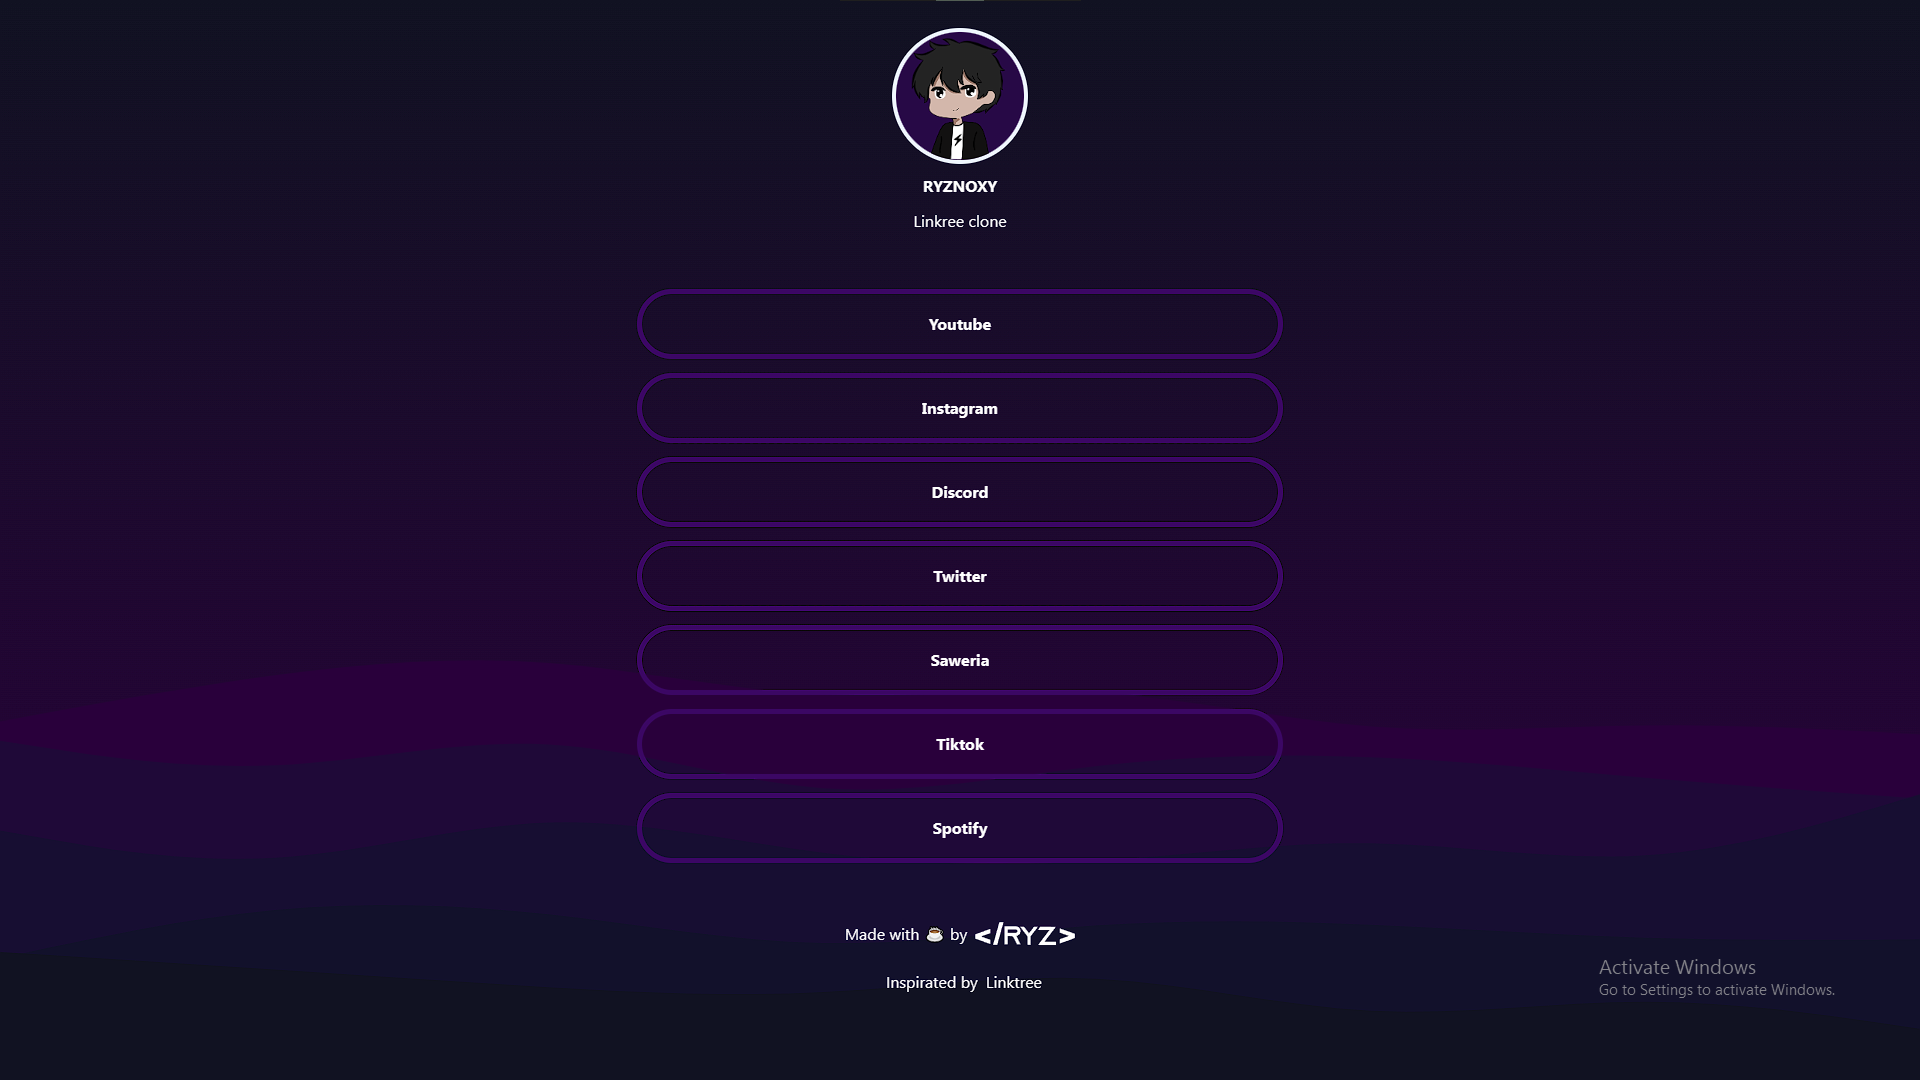 RYZNOXY
Linkree clone
Youtube
Instagram
Discord
Twitter
Saweria
Tiktok
Spotify
Made with ☕ by </RYZ>
Inspirated by Linktree
Activate Windows
Go to Settings to activate Windows.